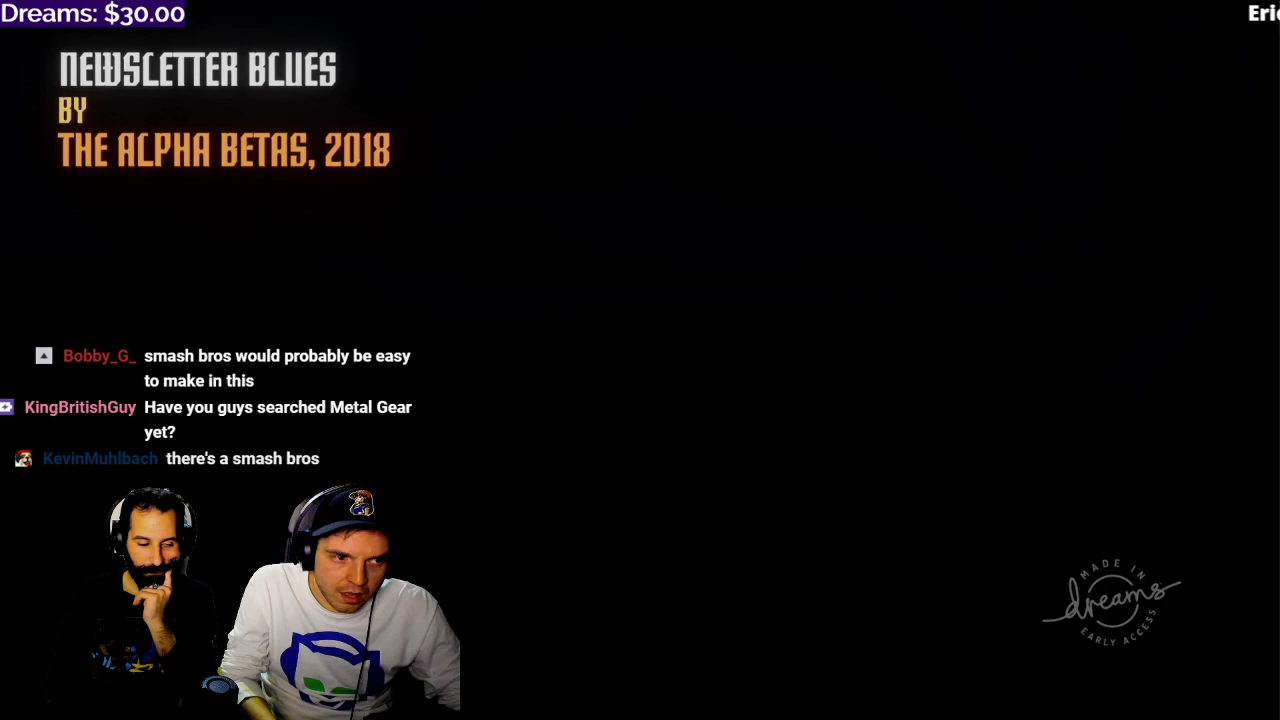 Dreams: $30.00
Eric
NEWSLETTER BLUES
BY
THE ALPHA BETAS, 2018
Bobby_G_ smash bros would probably be easy
to make in this
KingBritishGuy Have you guys searched Metal Gear
yet?
KevinMuhlbach there's a smash bros
MADE IN
dreams
EARLY ACCESS